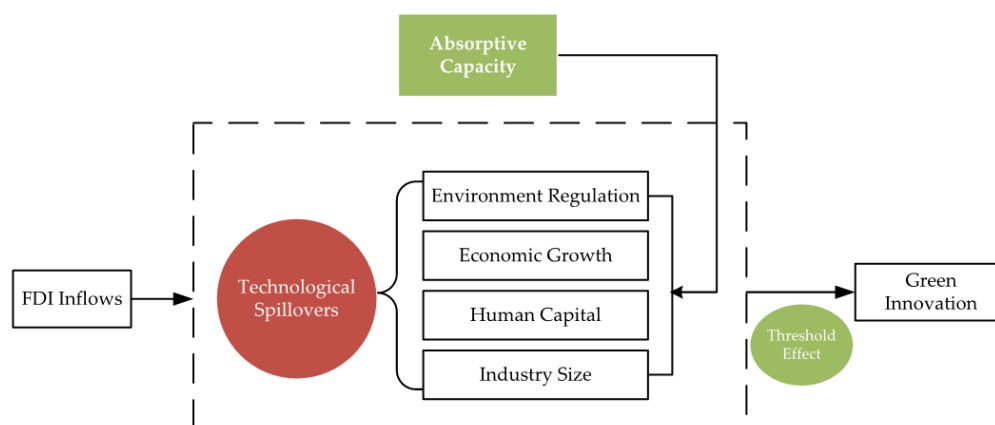 Absorptive
Capacity
Environment Regulation
Economic Growth
Technological
Spillovers
FDI Inflows
Human Capital
Industry Size
Green
Innovation
Threshold
Effect